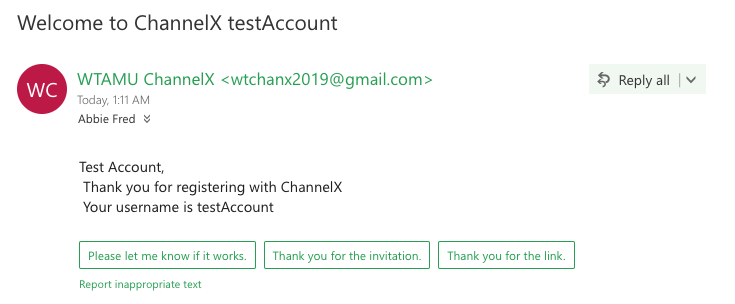 Welcome to ChannelX testAccount
WC
WTAMU ChannelX <wtchanx2019@gmail.com>
Reply all
Today, 1:11 AM
Abbie Fred
Test Account,
Thank you for registering with ChannelX
Your username is testAccount
Please let me know if it works.
Thank you for the invitation.
Thank you for the link.
Report inappropriate text